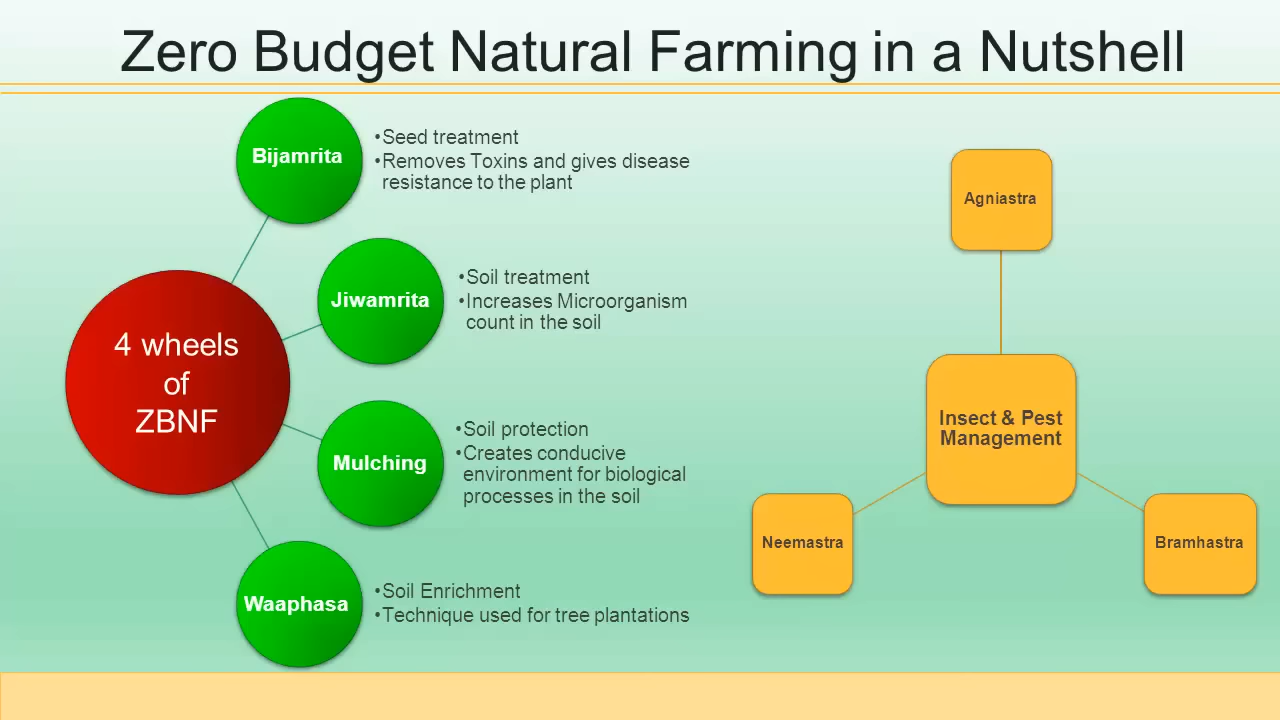 Zero Budget Natural Farming in a Nutshell
4 wheels
of
ZBNF
Bijamrita
•Seed treatment
•Removes Toxins and gives disease
resistance to the plant
Jiwamrita
•Soil treatment
•Increases Microorganism
count in the soil
Mulching
•Soil protection
•Creates conducive
environment for biological
processes in the soil
Waaphasa
•Soil Enrichment
•Technique used for tree plantations
Agniastra
Insect & Pest
Management
Neemastra
Bramhastra